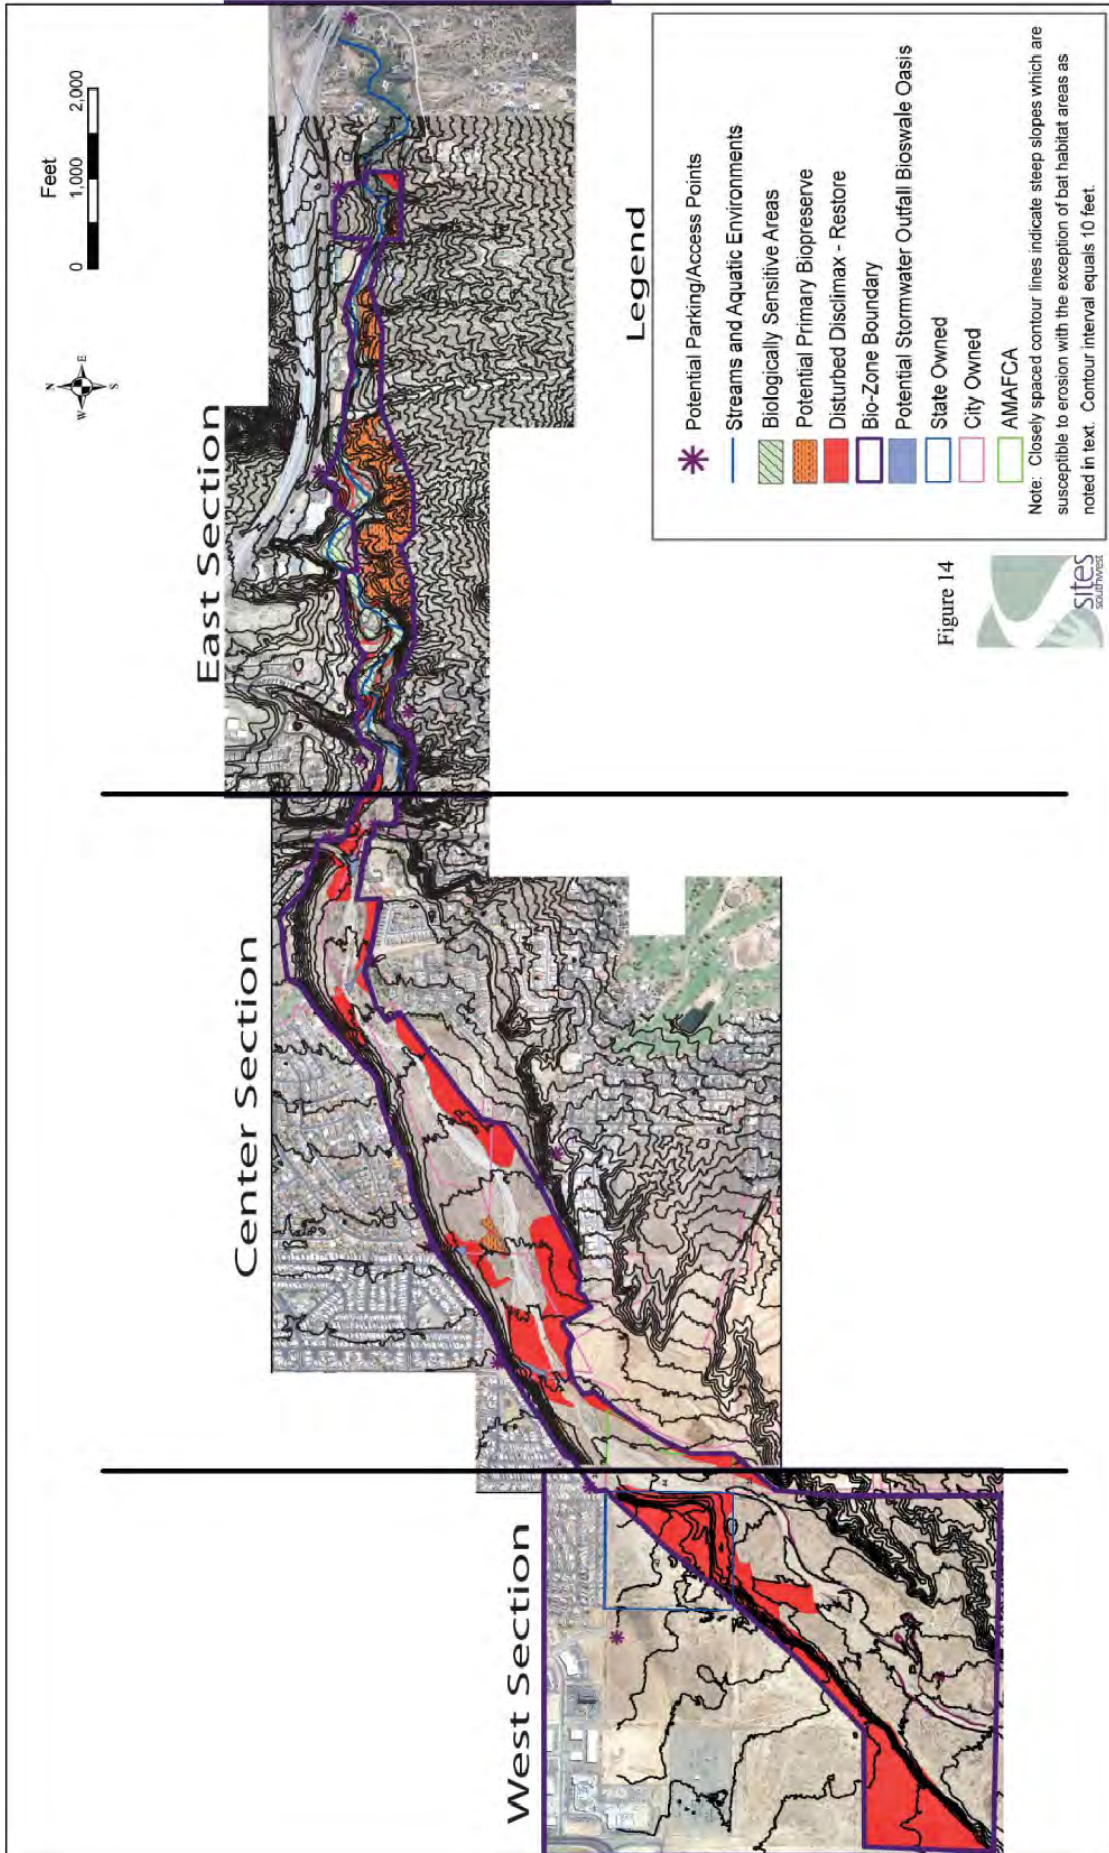 Feet
0 1,000 2,000
N
W E
S
East Section
Center Section
West Section
Legend
Potential Parking/Access Points
Streams and Aquatic Environments
Biologically Sensitive Areas
Potential Primary Biopreserve
Disturbed Disclimax - Restore
Bio-Zone Boundary
Potential Stormwater Outfall Bioswale Oasis
State Owned
City Owned
AMAFCA
Note: Closely spaced contour lines indicate steep slopes which are
susceptible to erosion with the exception of bat habitat areas as
noted in text. Contour interval equals 10 feet.
Figure 14
sites
southwest